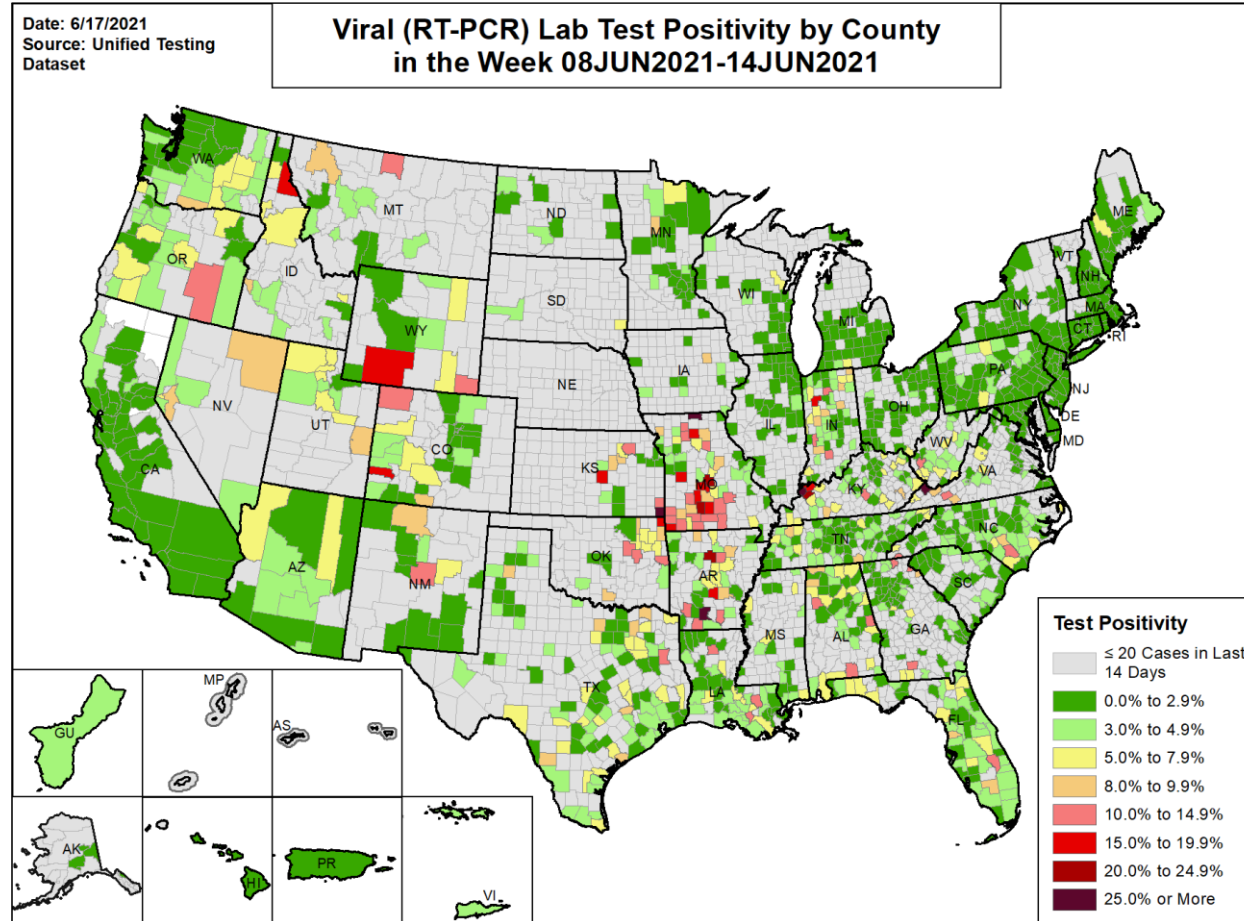 Date: 6/17/2021
Source: Unified Testing
Dataset
Viral (RT-PCR) Lab Test Positivity by County
in the Week 08JUN2021-14JUN2021
WA
MT
ND
MN
ME
OR
ID
WY
SD
WI
MI
VT
NH
NY
MA
CT
RI
NV
UT
CO
NE
IA
IL
IN
OH
PA
NJ
DE
MD
CA
KS
MO
KY
WV
VA
AZ
NM
OK
AR
TN
NC
SC
TX
LA
MS
AL
GA
FL
GU
MP
AS
AK
HI
PR
VI
Test Positivity
≤ 20 Cases in Last
14 Days
0.0% to 2.9%
3.0% to 4.9%
5.0% to 7.9%
8.0% to 9.9%
10.0% to 14.9%
15.0% to 19.9%
20.0% to 24.9%
25.0% or More